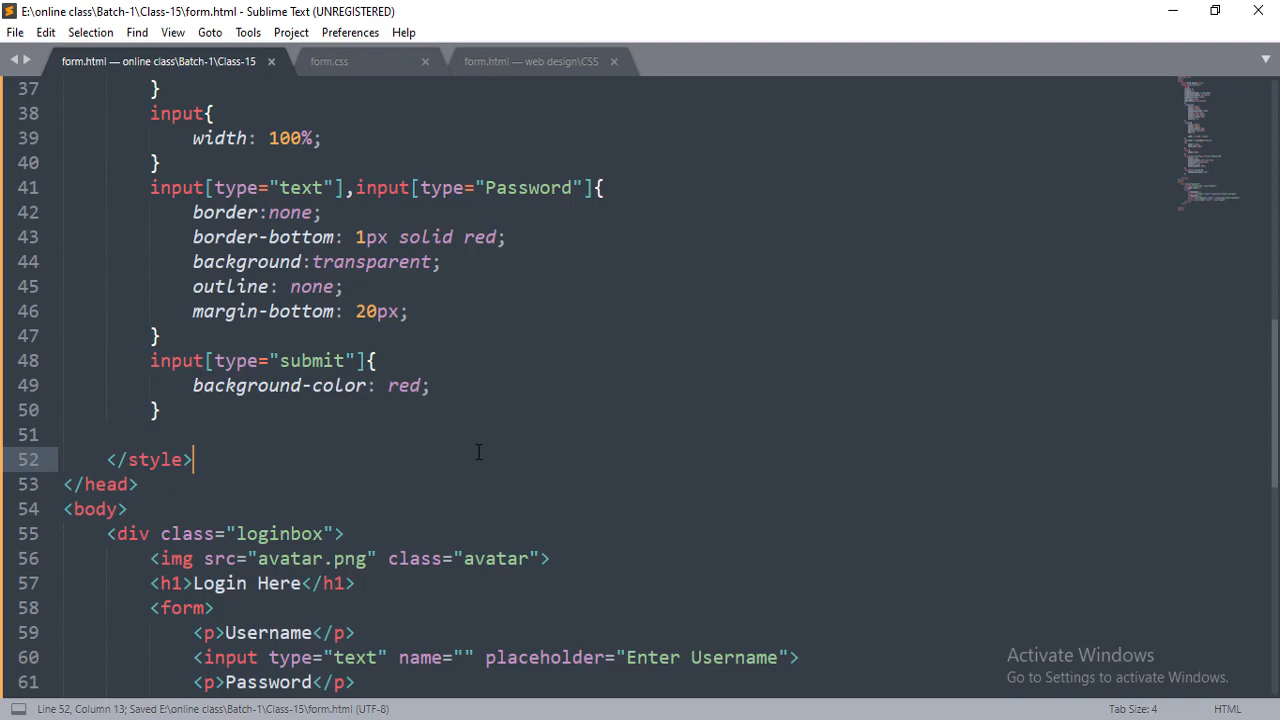 E:\online class\Batch-1\Class-15\form.html - Sublime Text (UNREGISTERED)
File Edit Selection Find View Goto Tools Project Preferences Help
form.html — online class\Batch-1\Class-15 × form.css × form.html — web design\CSS ×
37 }
38 input{
39 width: 100%;
40 }
41 input[type="text"],input[type="Password"]{
42 border:none;
43 border-bottom: 1px solid red;
44 background:transparent;
45 outline: none;
46 margin-bottom: 20px;
47 }
48 input[type="submit"]{
49 background-color: red;
50 }
51
52 </style>
53 </head>
54 <body>
55 <div class="loginbox">
56 <img src="avatar.png" class="avatar">
57 <h1>Login Here</h1>
58 <form>
59 <p>Username</p>
60 <input type="text" name="" placeholder="Enter Username">
61 <p>Password</p>
Activate Windows
Go to Settings to activate Windows.
Line 52, Column 13; Saved E:\online class\Batch-1\Class-15\form.html (UTF-8) Tab Size: 4 HTML